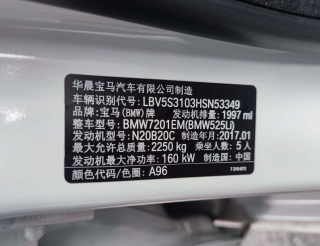 华晨宝马汽车有限公司制造
车辆识别代号:LBV5S3103HSN53349
品牌:宝马(BMW)牌 发动机排量:1997 ml
整车型号:BMW7201EM(BMW525Li)
发动机型号:N20B20C 制造年月:2017.01
最大允许总质量:2250 kg 乘坐人数:5人
发动机最大净功率:160 kW 制造国:中国
颜色代码/色圈:A96